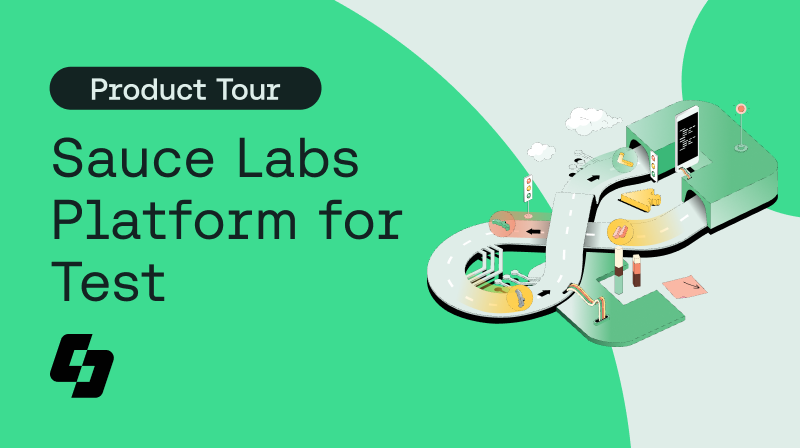 Product Tour
Sauce Labs
Platform for
Test